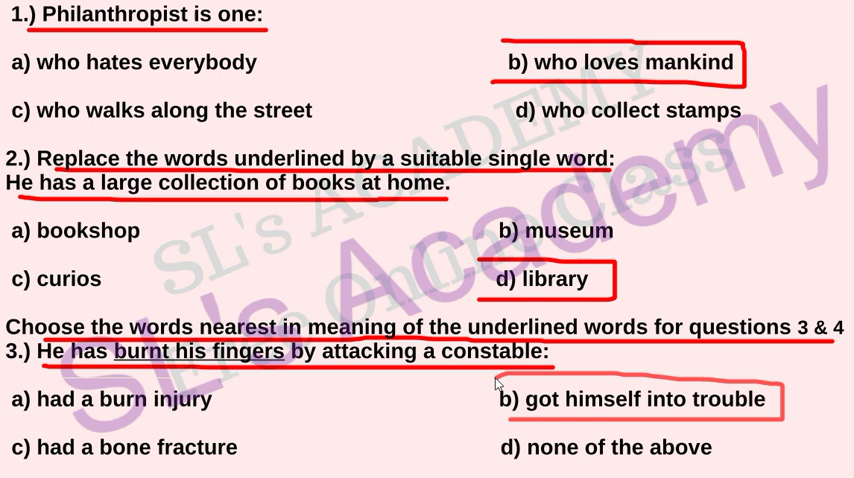 1.) Philanthropist is one:
a) who hates everybody b) who loves mankind
c) who walks along the street d) who collect stamps
2.) Replace the words underlined by a suitable single word:
He has a large collection of books at home.
a) bookshop b) museum
c) curios d) library
Choose the words nearest in meaning of the underlined words for questions 3 & 4
3.) He has burnt his fingers by attacking a constable:
a) had a burn injury b) got himself into trouble
c) had a bone fracture d) none of the above
SL's ACADEMY
Free Online Class
SL's Academy